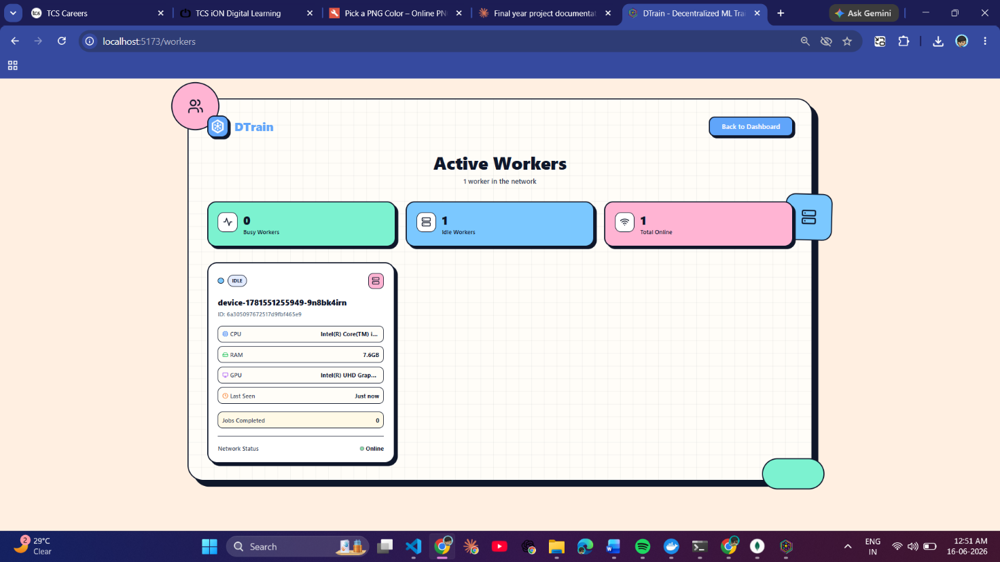 TCS Careers
TCS iON Digital Learning
Pick a PNG Color – Online PN
Final year project documentat
DTrain - Decentralized ML Trai
Ask Gemini
localhost:5173/workers
DTrain
Back to Dashboard
Active Workers
1 worker in the network
0
Busy Workers
1
Idle Workers
1
Total Online
IDLE
device-1781551255949-9n8bk4irn
ID: 6a305097672517d9fbf465e9
CPU Intel(R) Core(TM) i...
RAM 7.6GB
GPU Intel(R) UHD Grap...
Last Seen Just now
Jobs Completed 0
Network Status Online
2
29°C
Clear
Search
ENG
IN
12:51 AM
16-06-2026